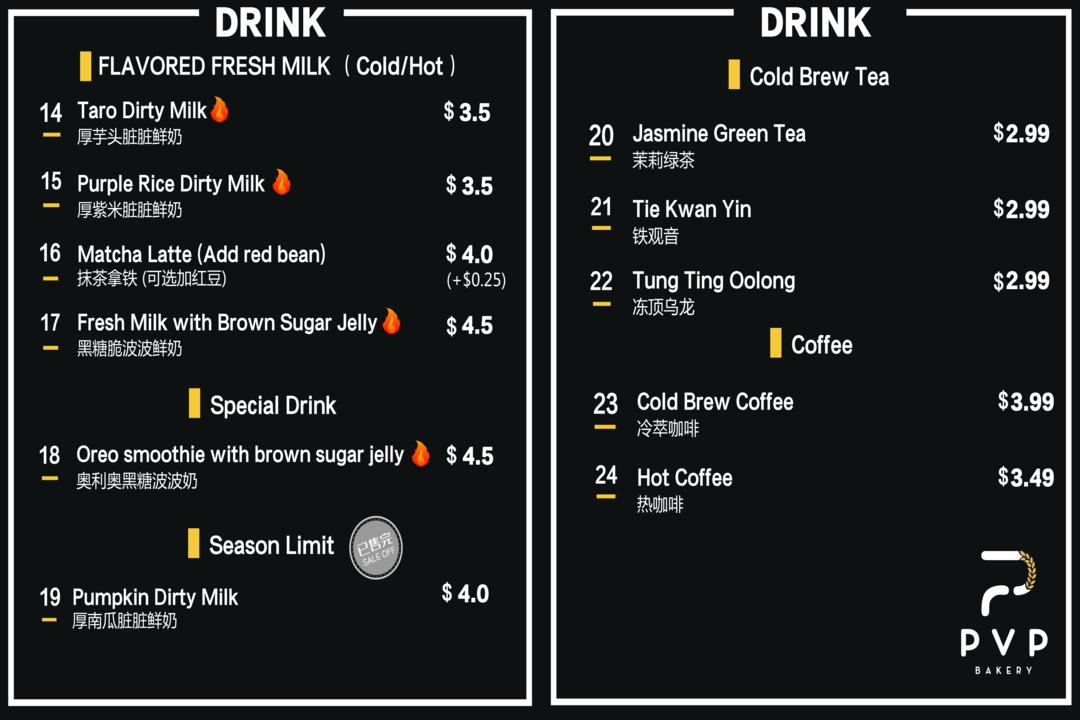 DRINK
FLAVORED FRESH MILK ( Cold/Hot )
14 Taro Dirty Milk $ 3.5
厚芋头脏脏鲜奶
15 Purple Rice Dirty Milk $ 3.5
厚紫米脏脏鲜奶
16 Matcha Latte (Add red bean) $ 4.0
抹茶拿铁 (可选加红豆) (+$0.25)
17 Fresh Milk with Brown Sugar Jelly $ 4.5
黑糖脆波波鲜奶
Special Drink
18 Oreo smoothie with brown sugar jelly $ 4.5
奥利奥黑糖波波奶
Season Limit
已售完
SALE OFF
19 Pumpkin Dirty Milk $ 4.0
厚南瓜脏脏鲜奶
DRINK
Cold Brew Tea
20 Jasmine Green Tea $2.99
茉莉绿茶
21 Tie Kwan Yin $2.99
铁观音
22 Tung Ting Oolong $2.99
冻顶乌龙
Coffee
23 Cold Brew Coffee $3.99
冷萃咖啡
24 Hot Coffee $3.49
热咖啡
PVP
BAKERY